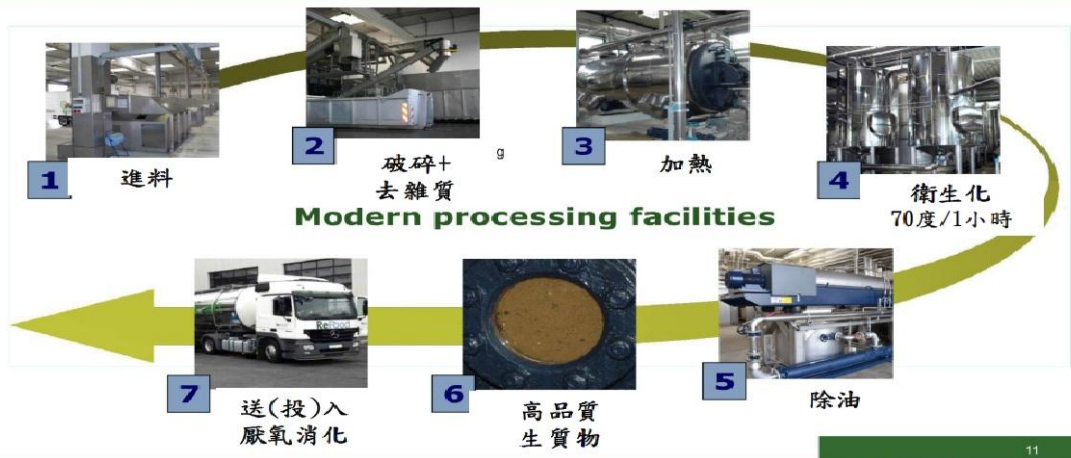 1
進料
2
破碎+
去雜質
g
3
加熱
4
衛生化
70度/1小時
Modern processing facilities
5
除油
6
高品質
生質物
7
送(投)入
厭氧消化
ReFood
11